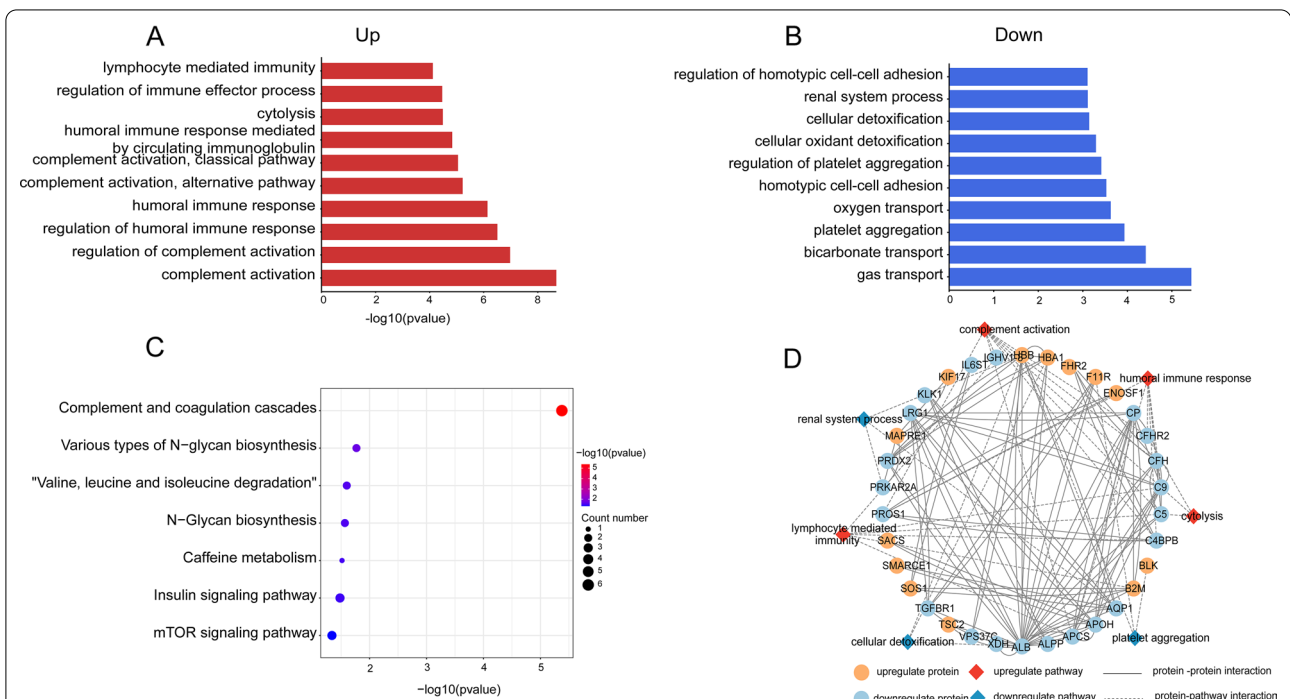 A
Up
lymphocyte mediated immunity
regulation of immune effector process
cytolysis
humoral immune response mediated
by circulating immunoglobulin
complement activation, classical pathway
complement activation, alternative pathway
humoral immune response
regulation of humoral immune response
regulation of complement activation
complement activation
0 2 4 6 8
-log10(pvalue)
B
Down
regulation of homotypic cell-cell adhesion
renal system process
cellular detoxification
cellular oxidant detoxification
regulation of platelet aggregation
homotypic cell-cell adhesion
oxygen transport
platelet aggregation
bicarbonate transport
gas transport
0 1 2 3 4 5
C
Complement and coagulation cascades
Various types of N-glycan biosynthesis
"Valine, leucine and isoleucine degradation"
N-Glycan biosynthesis
Caffeine metabolism
Insulin signaling pathway
mTOR signaling pathway
2 3 4 5
−log10(pvalue)
−log10(pvalue)
5
4
3
2
Count number
1
2
3
4
5
6
D
complement activation
humoral immune response
cytolysis
platelet aggregation
cellular detoxification
lymphocyte mediated
immunity
renal system process
HBB
HBA1
FHR2
F11R
ENOSF1
CP
CFHR2
CFH
C9
C5
C4BPB
BLK
B2M
AQP1
APOH
APCS
ALPP
ALB
XDH
VPS37C
TSC2
TGFBR1
SOS1
SMARCE1
SACS
PROS1
PRKAR2A
PRDX2
MAPRE1
LRG1
KLK1
KIF17
IL6ST
upregulate protein
upregulate pathway
protein -protein interaction
downregulate protein
downregulate pathway
protein-pathway interaction